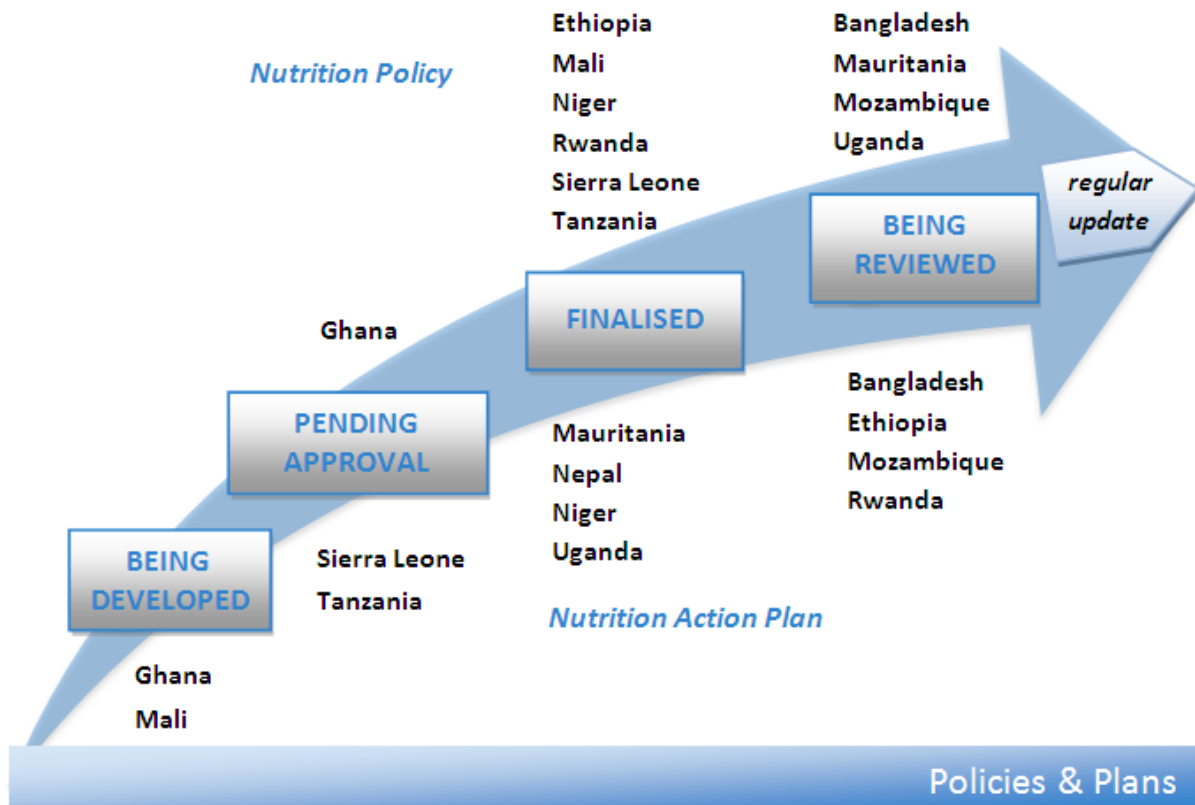 Nutrition Policy
Ethiopia
Mali
Niger
Rwanda
Sierra Leone
Tanzania
Bangladesh
Mauritania
Mozambique
Uganda
regular
update
BEING
REVIEWED
FINALISED
Ghana
PENDING
APPROVAL
BEING
DEVELOPED
Ghana
Mali
Sierra Leone
Tanzania
Mauritania
Nepal
Niger
Uganda
Bangladesh
Ethiopia
Mozambique
Rwanda
Nutrition Action Plan
Policies & Plans